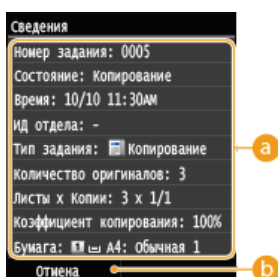 Сведения
Номер задания: 0005
Состояние: Копирование
Время: 10/10 11:30AM
ИД отдела: -
Тип задания: Копирование
Количество оригиналов: 3
Листы x Копии: 3 x 1/1
Коэффициент копирования: 100%
Бумага: 1 A4: Обычная 1
Отмена
a
b